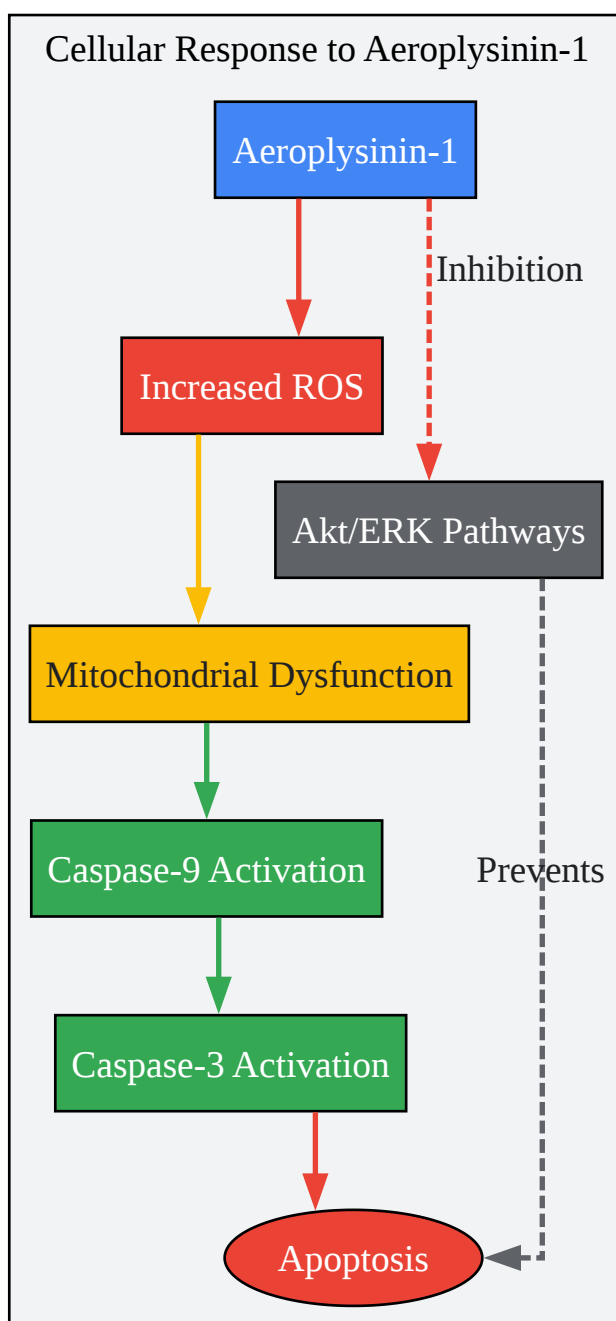 Cellular Response to Aeroplysinin-1
Aeroplysinin-1
Inhibition
Increased ROS
Akt/ERK Pathways
Mitochondrial Dysfunction
Caspase-9 Activation
Prevents
Caspase-3 Activation
Apoptosis